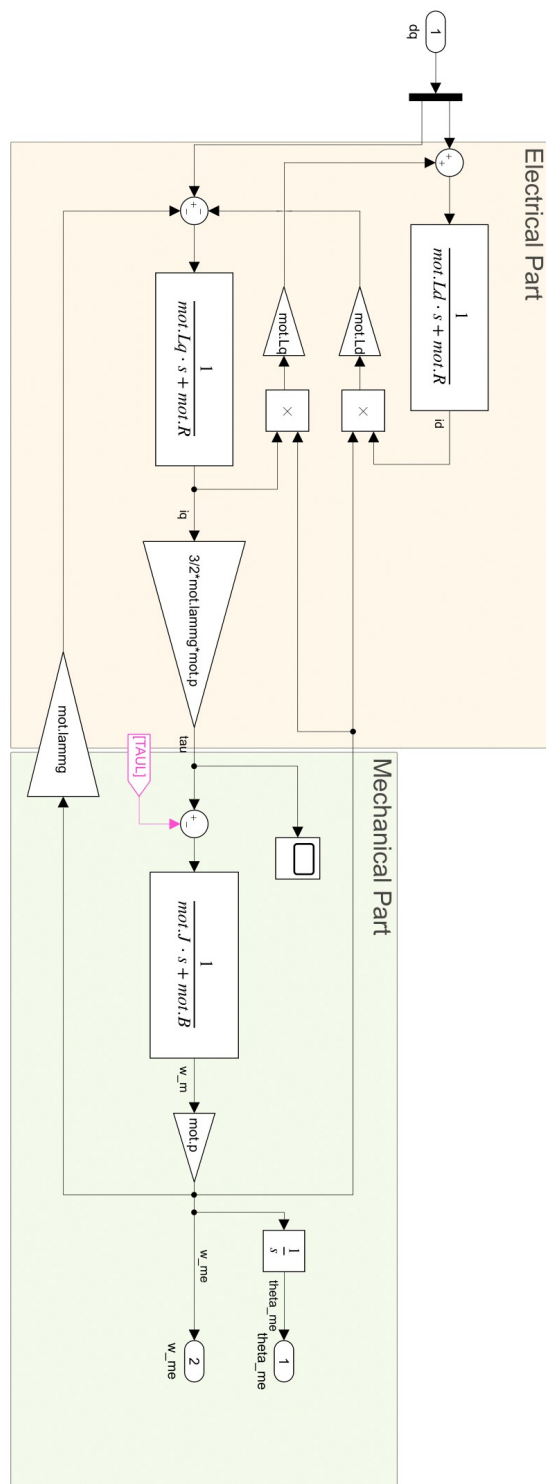 1
dq
Electrical Part
+
+
1
mot.Ld · s + mot.R
id
mot.Ld
×
mot.Lq
×
+
−
−
1
mot.Lq · s + mot.R
iq
3/2*mot.lammg*mot.p
tau
mot.lammg
Mechanical Part
[TAUL]
+
−
1
mot.J · s + mot.B
w_m
mot.p
1
s
theta_me
1
theta_me
w_me
2
w_me